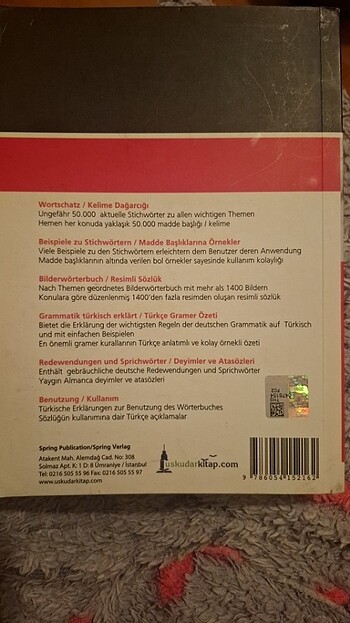 Wortschatz / Kelime Dağarcığı
Ungefähr 50.000 aktuelle Stichwörter zu allen wichtigen Themen
Hemen her konuda yaklaşık 50.000 madde başlığı / kelime
Beispiele zu Stichwörtern / Madde Başlıklarına Örnekler
Viele Beispiele zu den Stichwörtern erleichtern dem Benutzer deren Anwendung
Madde başlıklarının altında verilen bol örnekler sayesinde kullanım kolaylığı
Bilderwörterbuch / Resimli Sözlük
Nach Themen geordnetes Bilderwörterbuch mit mehr als 1400 Bildern
Konulara göre düzenlenmiş 1400'den fazla resimden oluşan resimli sözlük
Grammatik türkisch erklärt / Türkçe Gramer Özeti
Bietet die Erklärung der wichtigsten Regeln der deutschen Grammatik auf Türkisch
und mit einfachen Beispielen
En önemli gramer kurallarının Türkçe anlatımlı ve kolay örnekli özeti
Redewendungen und Sprichwörter / Deyimler ve Atasözleri
Enthält gebräuchliche deutsche Redewendungen und Sprichwörter
Yaygın Almanca deyimler ve atasözleri
Benutzung / Kullanım
Türkische Erklärungen zur Benutzung des Wörterbuches
Sözlüğün kullanımına dair Türkçe açıklamalar
Spring Publication/Spring Verlag
Atakent Mah. Alemdağ Cad. No: 308
Solmaz Apt. K: 1 D: 8 Ümraniye / İstanbul
Tel: 0216 505 55 96 Fax: 0216 505 55 97
www.uskudarkitap.com
uskudarkitap.com
9 786054 152162